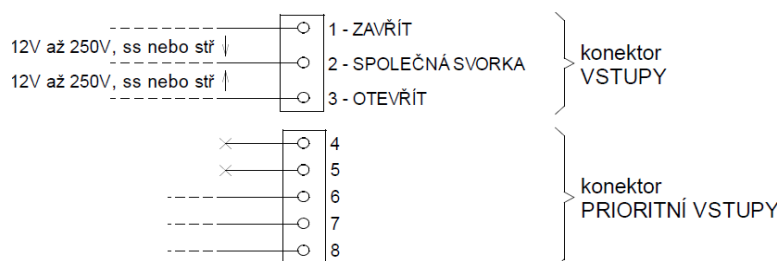 1 - ZAVŘÍT
12V až 250V, ss nebo stř
2 - SPOLEČNÁ SVORKA
12V až 250V, ss nebo stř
3 - OTEVŘÍT
konektor
VSTUPY
4
5
6
7
8
konektor
PRIORITNÍ VSTUPY